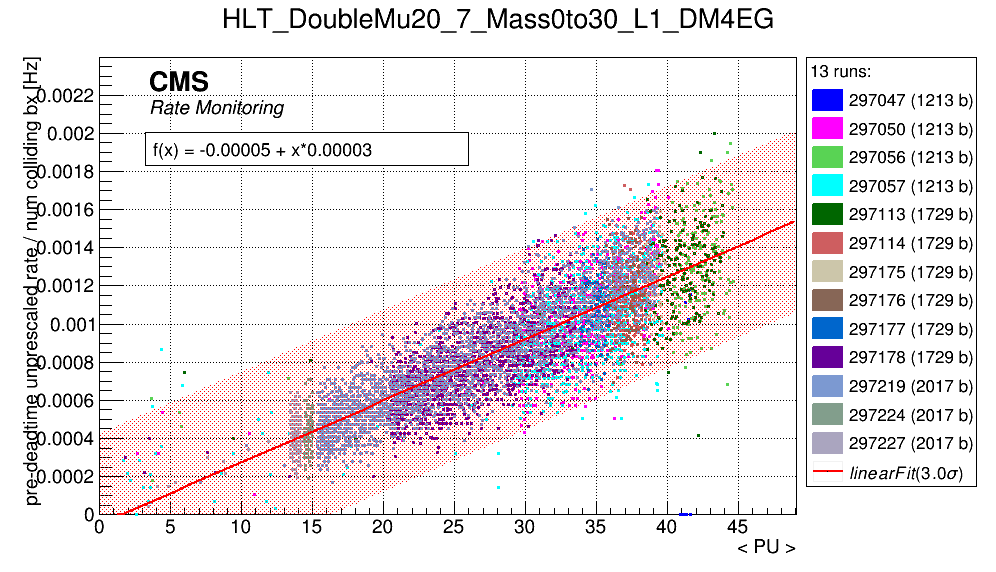 HLT_DoubleMu20_7_Mass0to30_L1_DM4EG
pre-deadtime unprescaled rate / num colliding bx [Hz]
CMS
Rate Monitoring
f(x) = -0.00005 + x*0.00003
0.0022
0.002
0.0018
0.0016
0.0014
0.0012
0.001
0.0008
0.0006
0.0004
0.0002
0
0 5 10 15 20 25 30 35 40 45
< PU >
13 runs:
297047 (1213 b)
297050 (1213 b)
297056 (1213 b)
297057 (1213 b)
297113 (1729 b)
297114 (1729 b)
297175 (1729 b)
297176 (1729 b)
297177 (1729 b)
297178 (1729 b)
297219 (2017 b)
297224 (2017 b)
297227 (2017 b)
linearFit(3.0σ)